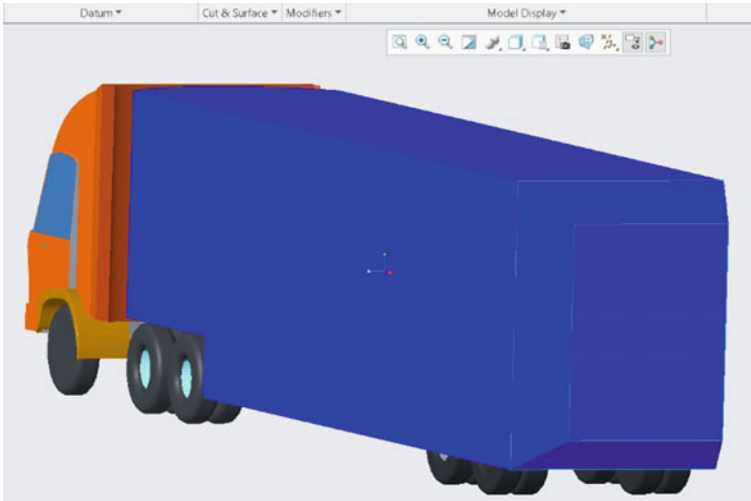 Datum ▾ Cut & Surface ▾ Modifiers ▾ Model Display ▾